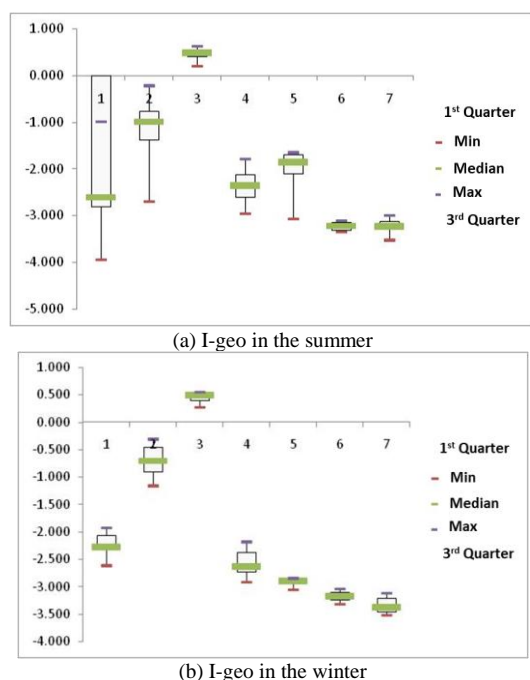 1.000
0.000
1 2 3 4 5 6 7
-1.000
-2.000
-3.000
-4.000
-5.000
1st Quarter
Min
Median
Max
3rd Quarter
(a) I-geo in the summer
1.000
0.500
0.000
1 2 3 4 5 6 7
-0.500
-1.000
-1.500
-2.000
-2.500
-3.000
-3.500
-4.000
1st Quarter
Min
Median
Max
3rd Quarter
(b) I-geo in the winter